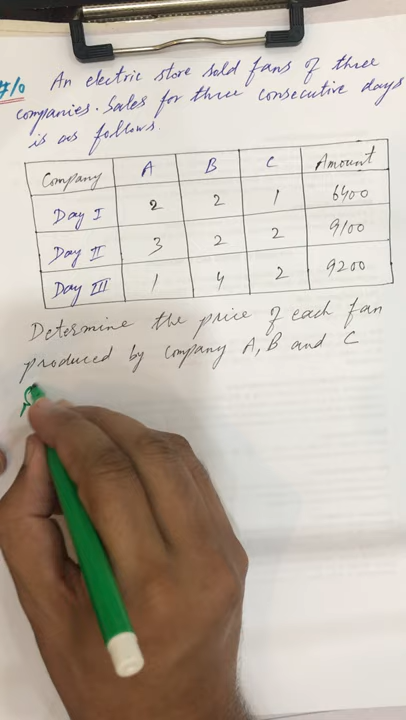 An electric store sold fans of three
companies. Sales for three consecutive days
is as follows.
Company A B C Amount
Day I 2 2 1 6400
Day II 3 2 2 9100
Day III 1 4 2 9200
Determine the price of each fan
produced by company A, B and C